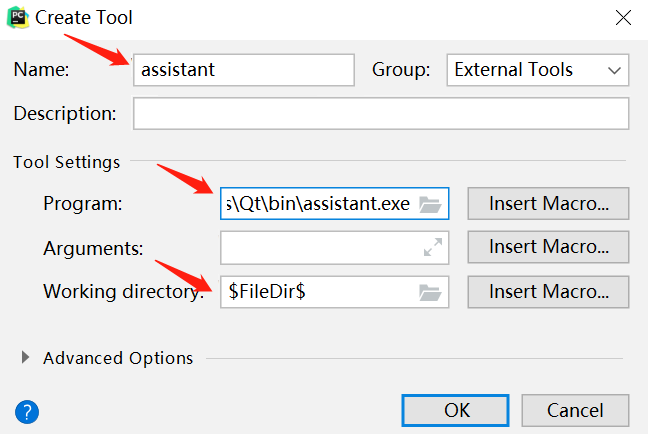 Create Tool
Name: assistant Group: External Tools
Description:
Tool Settings
Program: s\Qt\bin\assistant.exe Insert Macro...
Arguments: Insert Macro...
Working directory: $FileDir$ Insert Macro...
Advanced Options
? OK Cancel